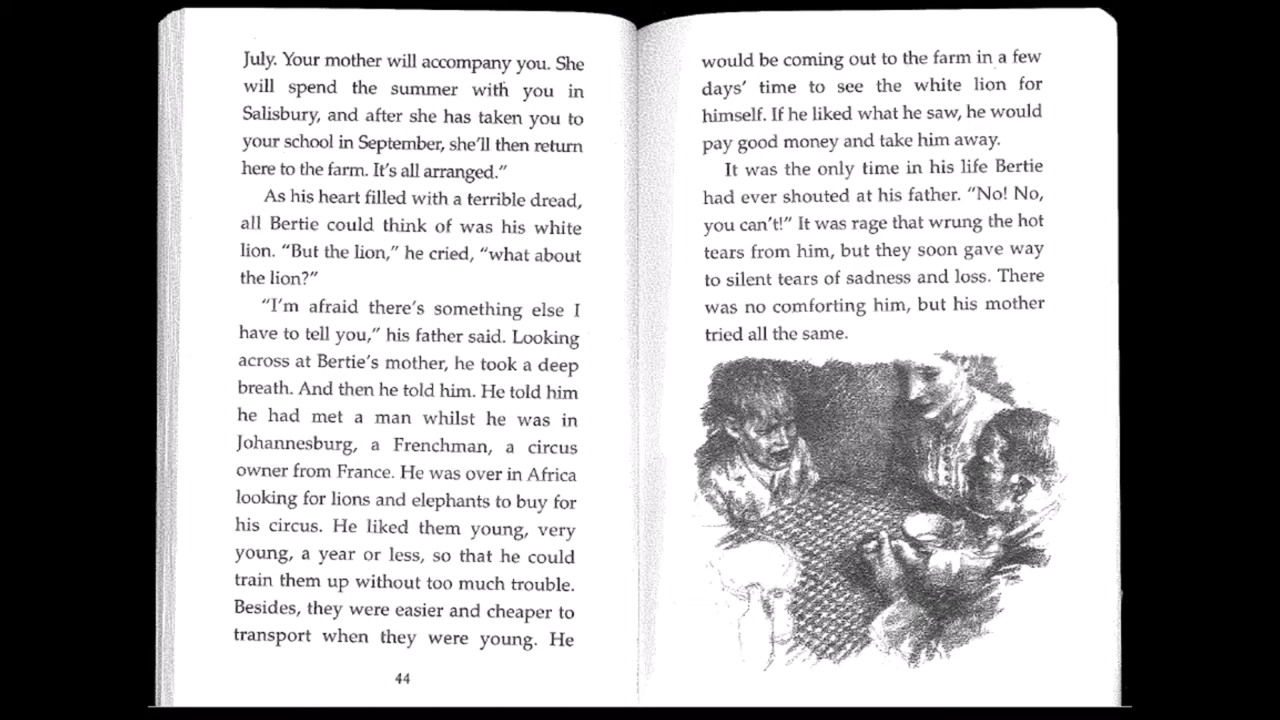 July. Your mother will accompany you. She
will spend the summer with you in
Salisbury, and after she has taken you to
your school in September, she'll then return
here to the farm. It's all arranged."
As his heart filled with a terrible dread,
all Bertie could think of was his white
lion. "But the lion," he cried, "what about
the lion?"
"I'm afraid there's something else I
have to tell you," his father said. Looking
across at Bertie's mother, he took a deep
breath. And then he told him. He told him
he had met a man whilst he was in
Johannesburg, a Frenchman, a circus
owner from France. He was over in Africa
looking for lions and elephants to buy for
his circus. He liked them young, very
young, a year or less, so that he could
train them up without too much trouble.
Besides, they were easier and cheaper to
transport when they were young. He
44
would be coming out to the farm in a few
days' time to see the white lion for
himself. If he liked what he saw, he would
pay good money and take him away.
It was the only time in his life Bertie
had ever shouted at his father. "No! No,
you can't!" It was rage that wrung the hot
tears from him, but they soon gave way
to silent tears of sadness and loss. There
was no comforting him, but his mother
tried all the same.